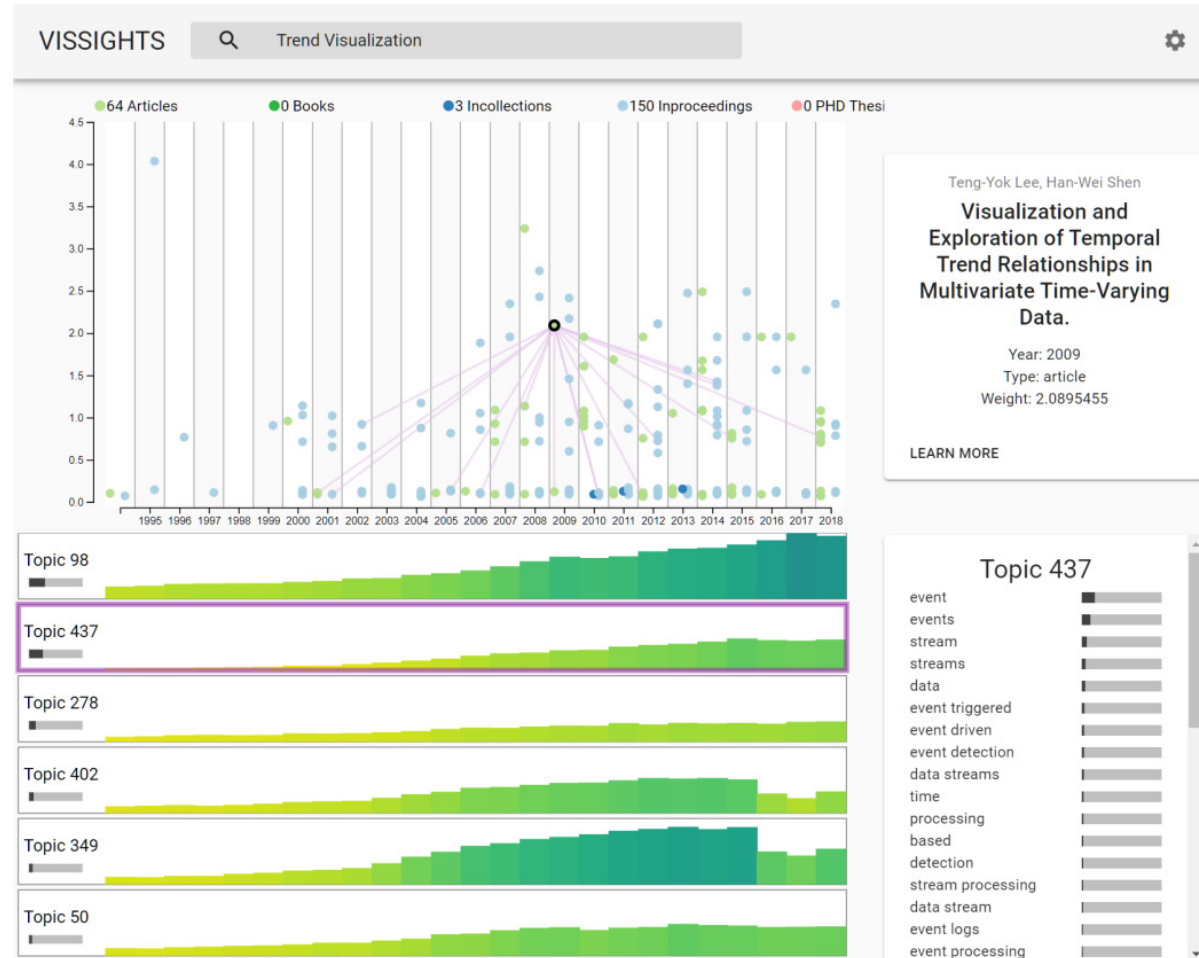 VISSIGHTS
Trend Visualization
64 Articles
0 Books
3 Incollections
150 Inproceedings
0 PHD Thesi
4.5
4.0
3.5
3.0
2.5
2.0
1.5
1.0
0.5
0.0
1995 1996 1997 1998 1999 2000 2001 2002 2003 2004 2005 2006 2007 2008 2009 2010 2011 2012 2013 2014 2015 2016 2017 2018
Teng-Yok Lee, Han-Wei Shen
Visualization and
Exploration of Temporal
Trend Relationships in
Multivariate Time-Varying
Data.
Year: 2009
Type: article
Weight: 2.0895455
LEARN MORE
Topic 98
Topic 437
Topic 278
Topic 402
Topic 349
Topic 50
Topic 437
event
events
stream
streams
data
event triggered
event driven
event detection
data streams
time
processing
based
detection
stream processing
data stream
event logs
event processing